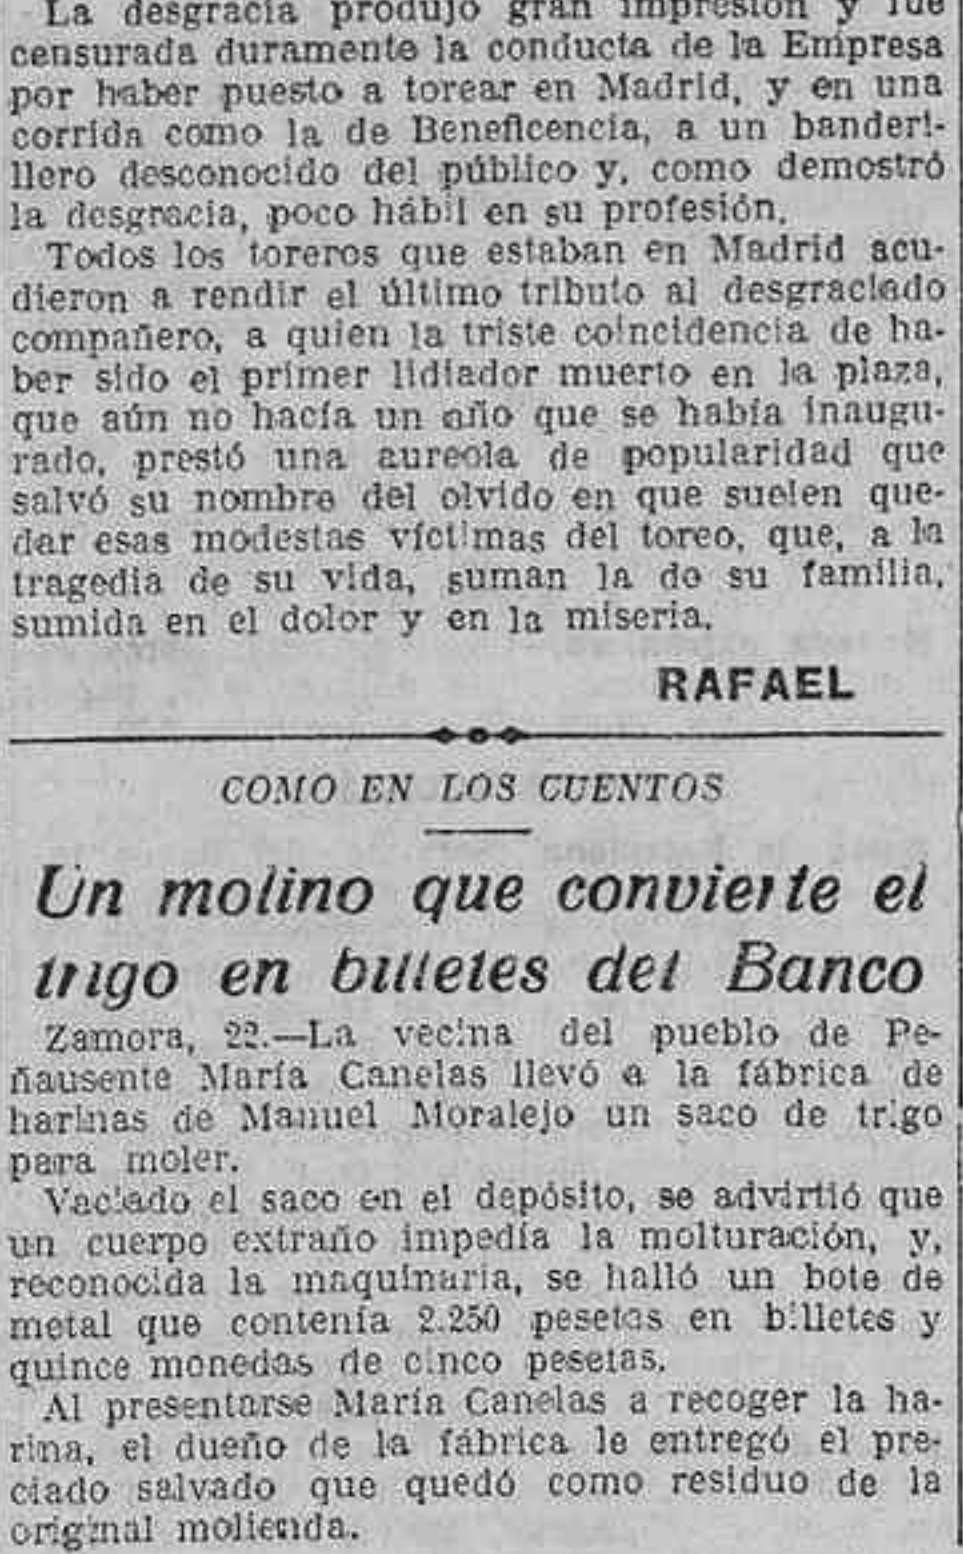 La desgracia produjo gran impresión y fué
censurada duramente la conducta de la Empresa
por haber puesto a torear en Madrid, y en una
corrida como la de Beneficencia, a un banderi-
llero desconocido del público y, como demostró
la desgracia, poco hábil en su profesión.
Todos los toreros que estaban en Madrid acu-
dieron a rendir el último tributo al desgraciado
compañero, a quien la triste coincidencia de ha-
ber sido el primer lidiador muerto en la plaza,
que aún no hacía un año que se había inaugu-
rado, prestó una aureola de popularidad que
salvó su nombre del olvido en que suelen que-
dar esas modestas víctimas del toreo, que, a la
tragedia de su vida, suman la de su familia,
sumida en el dolor y en la miseria.
RAFAEL
COMO EN LOS CUENTOS
Un molino que convierte el
trigo en billetes del Banco
Zamora, 22.—La vecina del pueblo de Pe-
ñausente María Canelas llevó a la fábrica de
harinas de Manuel Moralejo un saco de trigo
para moler.
Vaciado el saco en el depósito, se advirtió que
un cuerpo extraño impedía la molturación, y,
reconocida la maquinaria, se halló un bote de
metal que contenía 2.250 pesetas en billetes y
quince monedas de cinco pesetas.
Al presentarse María Canelas a recoger la ha-
rina, el dueño de la fábrica le entregó el pre-
ciado salvado que quedó como residuo de la
original molienda.